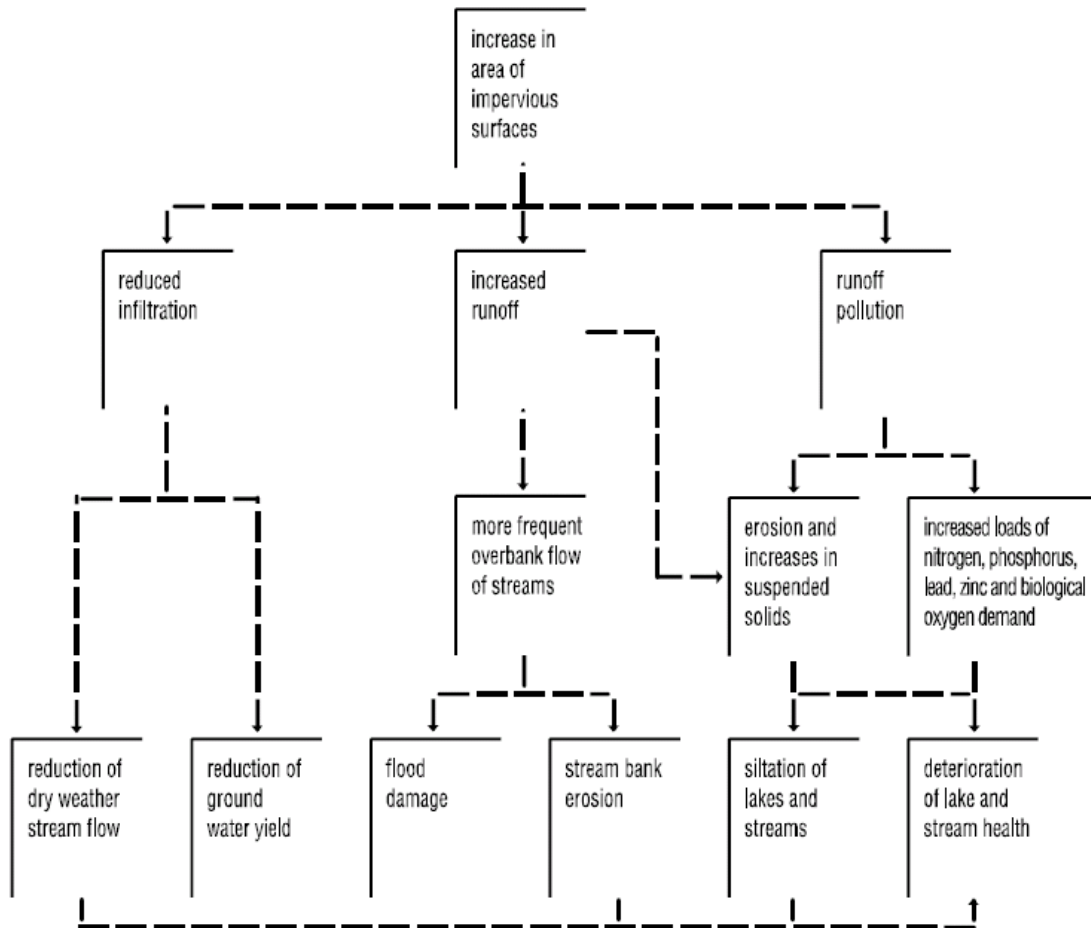 increase in
area of
impervious
surfaces
reduced
infiltration
increased
runoff
runoff
pollution
more frequent
overbank flow
of streams
erosion and
increases in
suspended
solids
increased loads of
nitrogen, phosphorus,
lead, zinc and biological
oxygen demand
reduction of
dry weather
stream flow
reduction of
ground
water yield
flood
damage
stream bank
erosion
siltation of
lakes and
streams
deterioration
of lake and
stream health